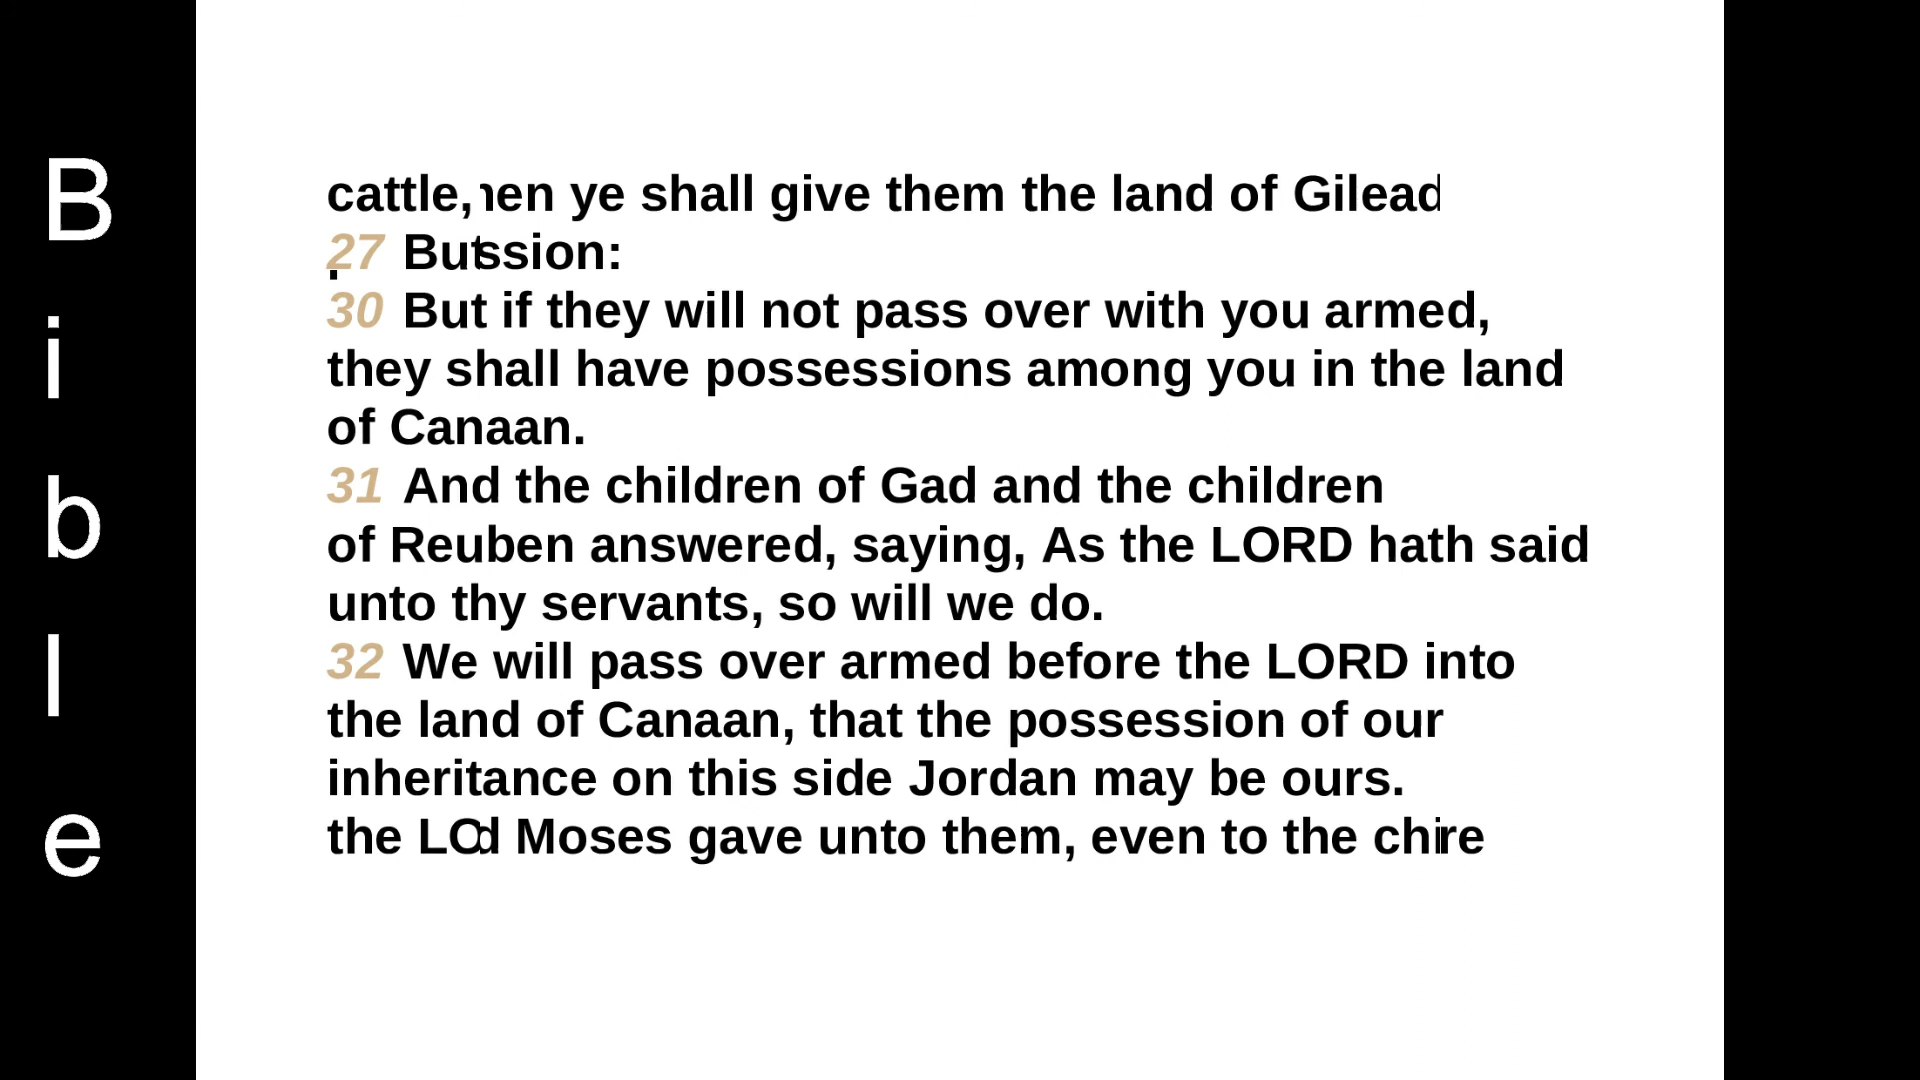 Bible
cattle, ye shall give them the land of Gilead
27
30 But if they will not pass over with you armed,
they shall have possessions among you in the land
of Canaan.
31 And the children of Gad and the children
of Reuben answered, saying, As the LORD hath said
unto thy servants, so will we do.
32 We will pass over armed before the LORD into
the land of Canaan, that the possession of our
inheritance on this side Jordan may be ours.
the Moses gave unto them, even to the